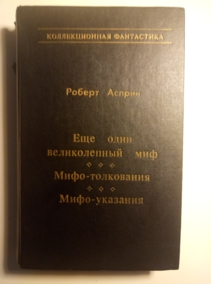 КОЛЛЕКЦИОННАЯ ФАНТАСТИКА
Роберт Асприн
Еще один
великолепный миф
Мифо-толкования
Мифо-указания